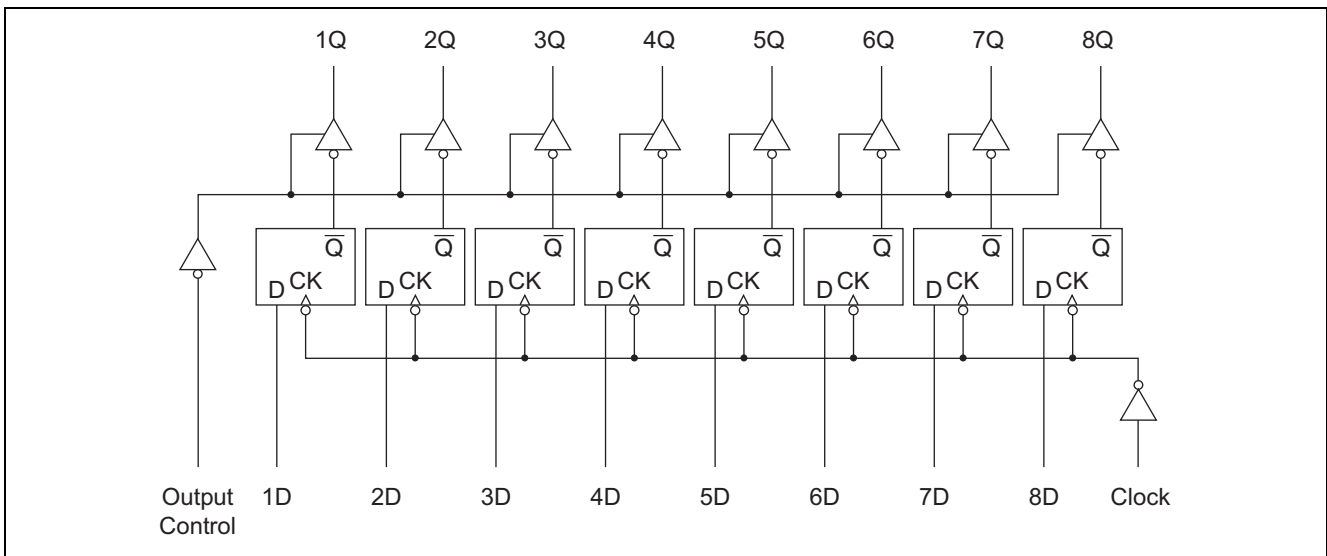 1Q 2Q 3Q 4Q 5Q 6Q 7Q 8Q
Q̅ Q̅ Q̅ Q̅ Q̅ Q̅ Q̅ Q̅
D CK D CK D CK D CK D CK D CK D CK D CK
Output 1D 2D 3D 4D 5D 6D 7D 8D Clock
Control